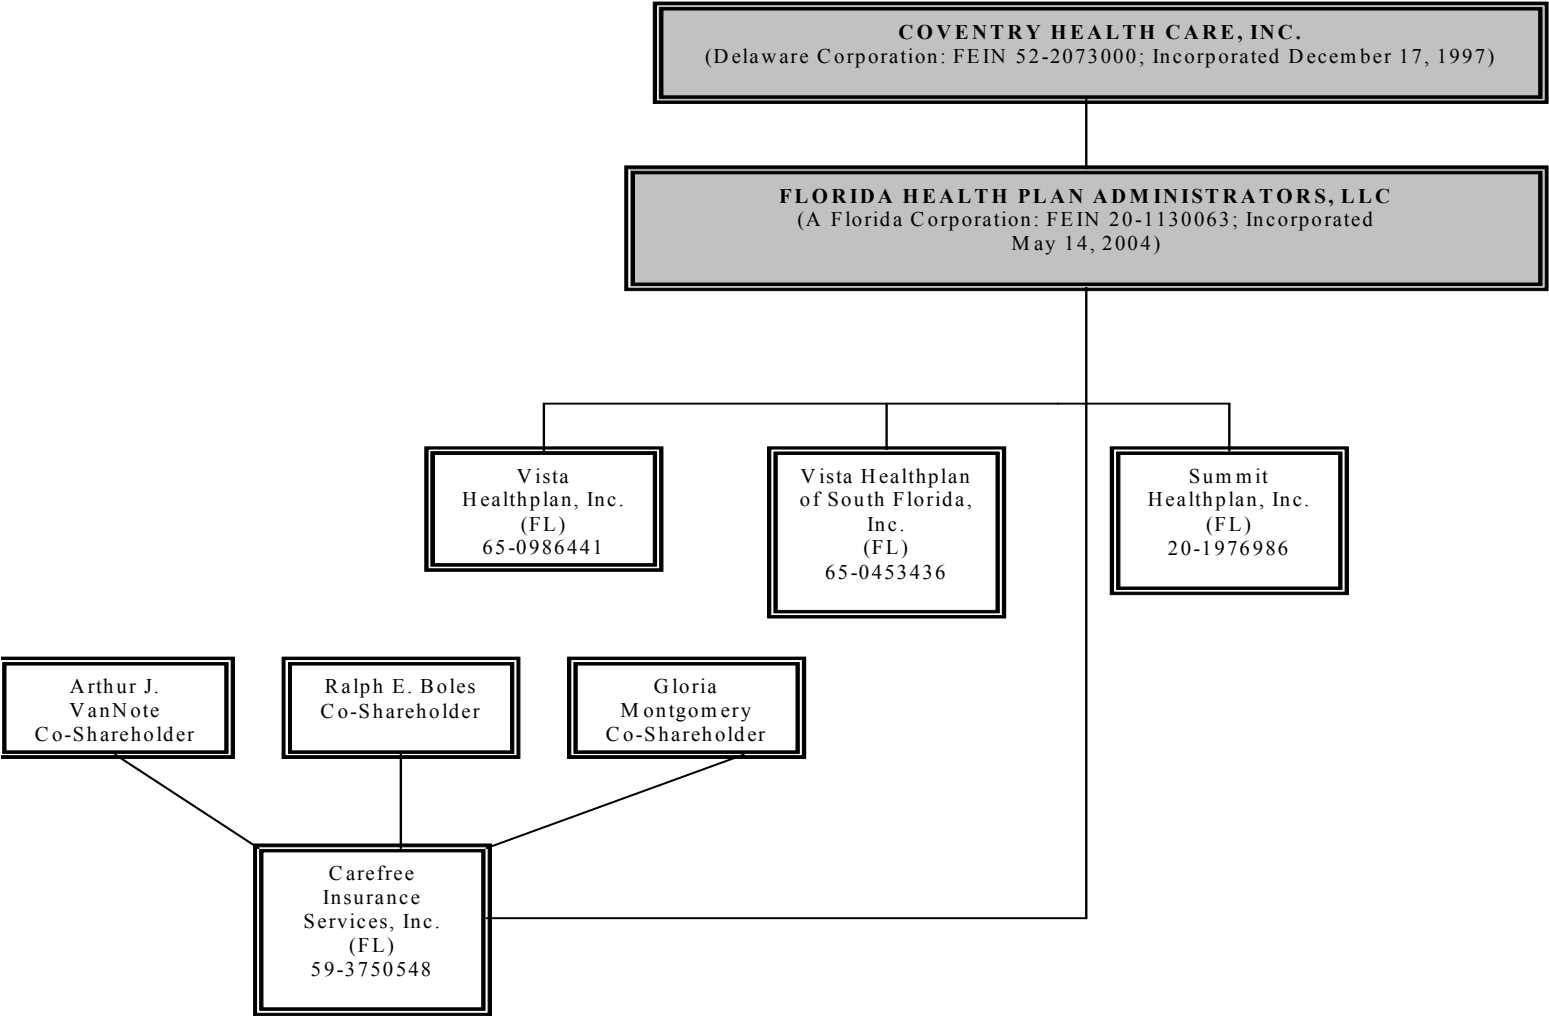 COVENTRY HEALTH CARE, INC.
(Delaware Corporation: FEIN 52-2073000; Incorporated December 17, 1997)
FLORIDA HEALTH PLAN ADMINISTRATORS, LLC
(A Florida Corporation: FEIN 20-1130063; Incorporated
May 14, 2004)
Vista
Healthplan, Inc.
(FL)
65-0986441
Vista Healthplan
of South Florida,
Inc.
(FL)
65-0453436
Summit
Healthplan, Inc.
(FL)
20-1976986
Arthur J.
VanNote
Co-Shareholder
Ralph E. Boles
Co-Shareholder
Gloria
Montgomery
Co-Shareholder
Carefree
Insurance
Services, Inc.
(FL)
59-3750548